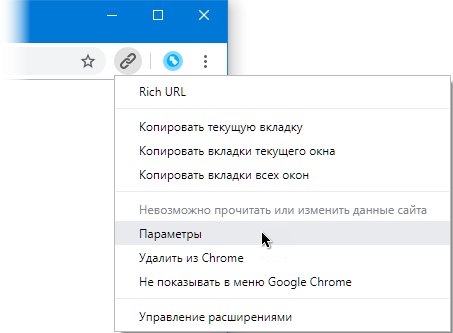 Rich URL
Копировать текущую вкладку
Копировать вкладки текущего окна
Копировать вкладки всех окон
Невозможно прочитать или изменить данные сайта
Параметры
Удалить из Chrome
Не показывать в меню Google Chrome
Управление расширениями